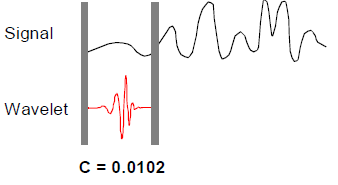 Signal
Wavelet
C = 0.0102